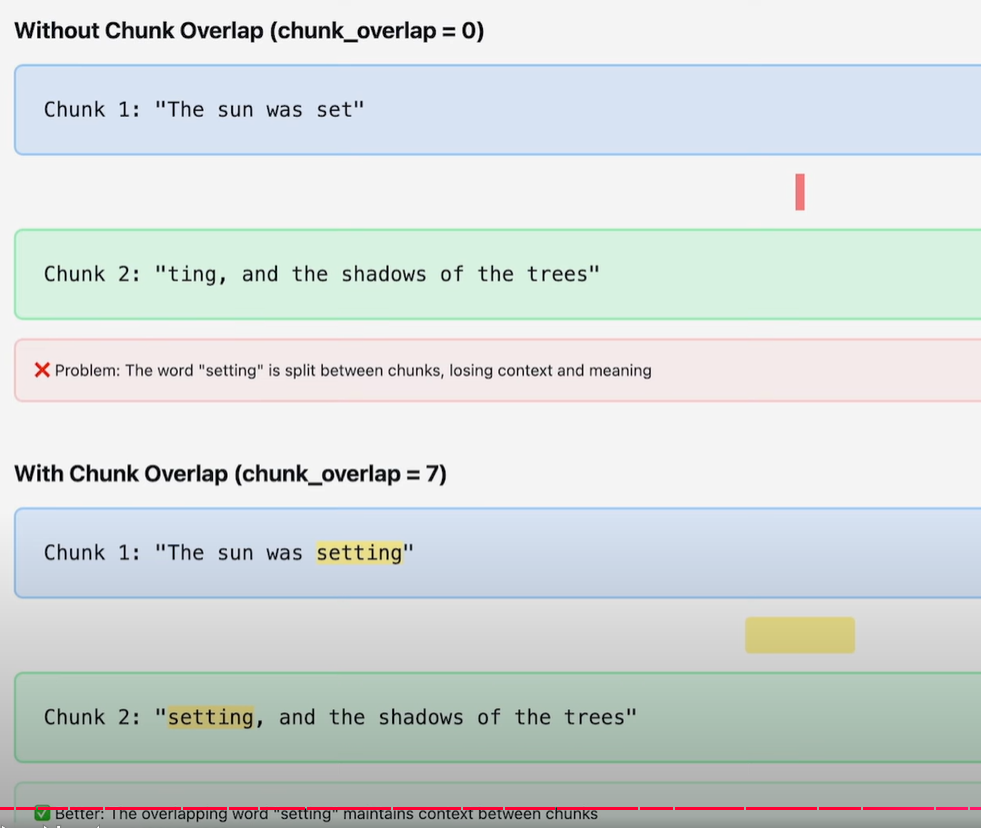 Without Chunk Overlap (chunk_overlap = 0)
Chunk 1: "The sun was set"
Chunk 2: "ting, and the shadows of the trees"
❌ Problem: The word "setting" is split between chunks, losing context and meaning
With Chunk Overlap (chunk_overlap = 7)
Chunk 1: "The sun was setting"
Chunk 2: "setting, and the shadows of the trees"
✅ Better: The overlapping word "setting" maintains context between chunks